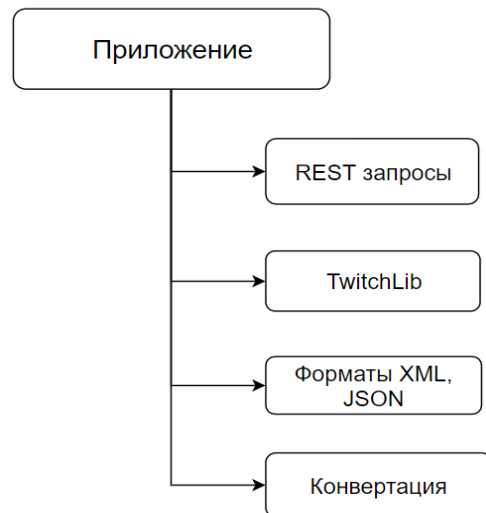 Приложение
REST запросы
TwitchLib
Форматы XML,
JSON
Конвертация